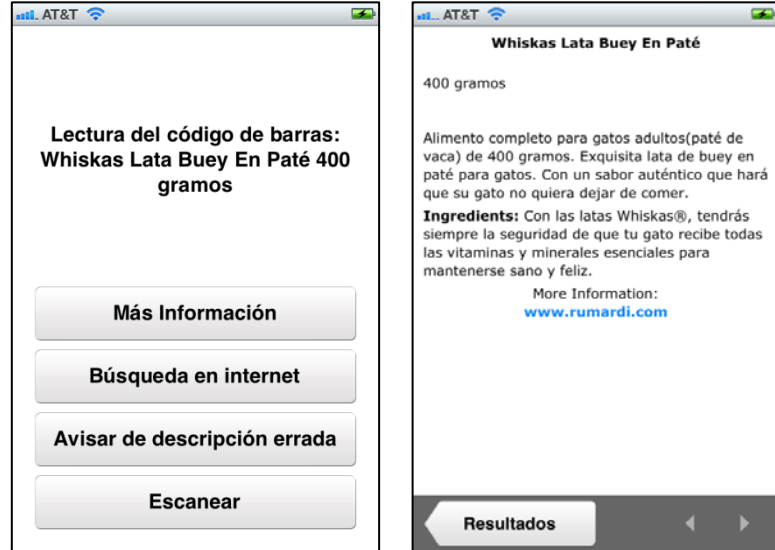 AT&T
Lectura del código de barras:
Whiskas Lata Buey En Paté 400
gramos
Más Información
Búsqueda en internet
Avisar de descripción errada
Escanear
AT&T
Whiskas Lata Buey En Paté
400 gramos
Alimento completo para gatos adultos(paté de
vaca) de 400 gramos. Exquisita lata de buey en
paté para gatos. Con un sabor auténtico que hará
que su gato no quiera dejar de comer.
Ingredients: Con las latas Whiskas®, tendrás
siempre la seguridad de que tu gato recibe todas
las vitaminas y minerales esenciales para
mantenerse sano y feliz.
More Information:
www.rumardi.com
Resultados